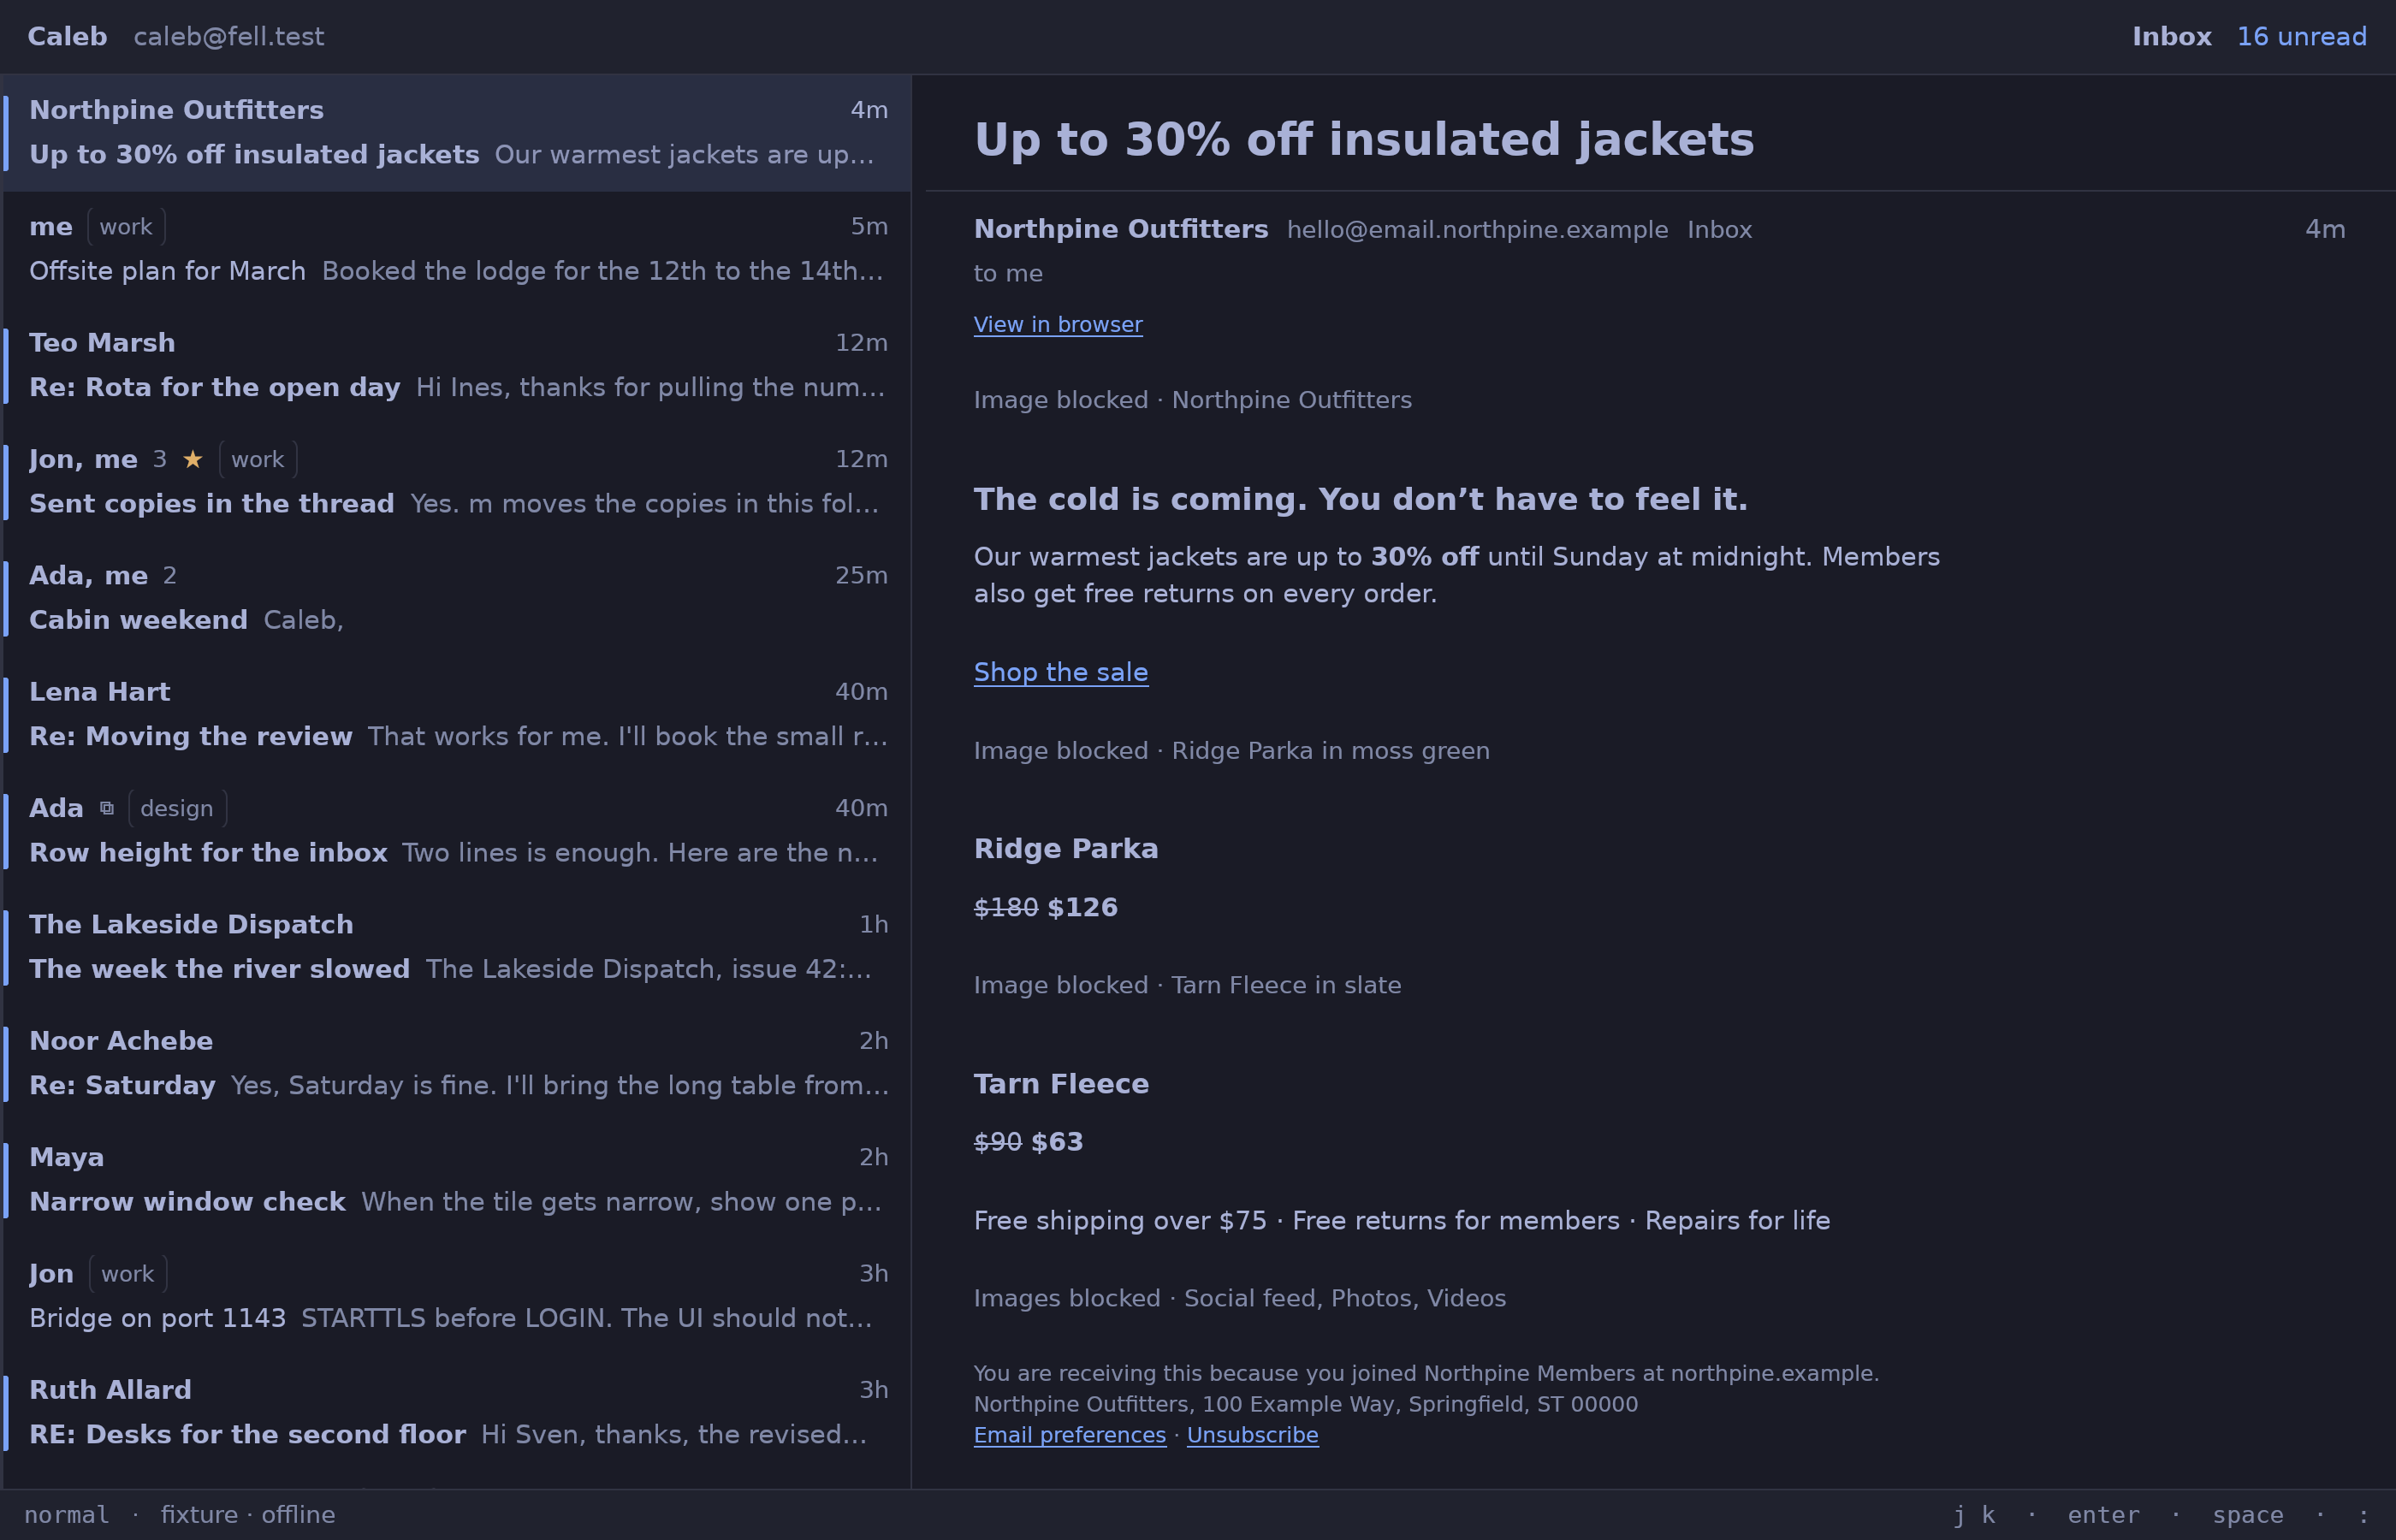 Caleb caleb@fell.test
Inbox 16 unread
Northpine Outfitters 4m
Up to 30% off insulated jackets Our warmest jackets are up…
me work 5m
Offsite plan for March Booked the lodge for the 12th to the 14th…
Teo Marsh 12m
Re: Rota for the open day Hi Ines, thanks for pulling the num…
Jon, me 3 ★ work 12m
Sent copies in the thread Yes. m moves the copies in this fol…
Ada, me 2 25m
Cabin weekend Caleb,
Lena Hart 40m
Re: Moving the review That works for me. I'll book the small r…
Ada ⧉ design 40m
Row height for the inbox Two lines is enough. Here are the n…
The Lakeside Dispatch 1h
The week the river slowed The Lakeside Dispatch, issue 42:…
Noor Achebe 2h
Re: Saturday Yes, Saturday is fine. I'll bring the long table from…
Maya 2h
Narrow window check When the tile gets narrow, show one p…
Jon work 3h
Bridge on port 1143 STARTTLS before LOGIN. The UI should not…
Ruth Allard 3h
RE: Desks for the second floor Hi Sven, thanks, the revised…
Up to 30% off insulated jackets
Northpine Outfitters hello@email.northpine.example Inbox 4m
to me
View in browser
Image blocked · Northpine Outfitters
The cold is coming. You don’t have to feel it.
Our warmest jackets are up to 30% off until Sunday at midnight. Members
also get free returns on every order.
Shop the sale
Image blocked · Ridge Parka in moss green
Ridge Parka
$180 $126
Image blocked · Tarn Fleece in slate
Tarn Fleece
$90 $63
Free shipping over $75 · Free returns for members · Repairs for life
Images blocked · Social feed, Photos, Videos
You are receiving this because you joined Northpine Members at northpine.example.
Northpine Outfitters, 100 Example Way, Springfield, ST 00000
Email preferences · Unsubscribe
normal · fixture · offline
j k · enter · space · :